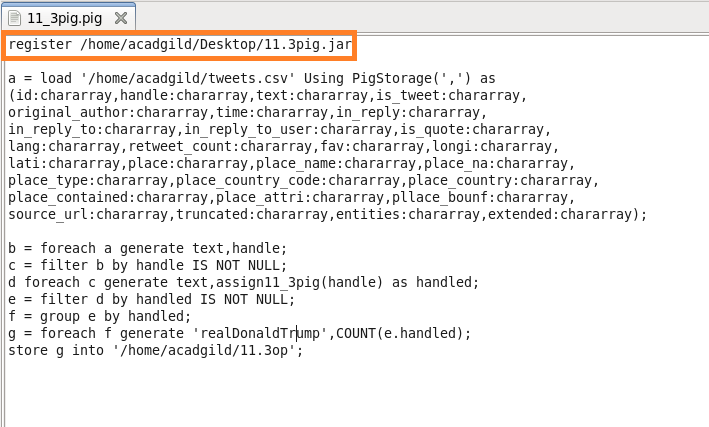 11_3pig.pig
register /home/acadgild/Desktop/11.3pig.jar
a = load '/home/acadgild/tweets.csv' Using PigStorage(',') as
(id:chararray,handle:chararray,text:chararray,is_tweet:chararray,
original_author:chararray,time:chararray,in_reply:chararray,
in_reply_to:chararray,in_reply_to_user:chararray,is_quote:chararray,
lang:chararray,retweet_count:chararray,fav:chararray,longi:chararray,
lati:chararray,place:chararray,place_name:chararray,place_na:chararray,
place_type:chararray,place_country_code:chararray,place_country:chararray,
place_contained:chararray,place_attri:chararray,pllace_bounf:chararray,
source_url:chararray,truncated:chararray,entities:chararray,extended:chararray);
b = foreach a generate text,handle;
c = filter b by handle IS NOT NULL;
d foreach c generate text,assign11_3pig(handle) as handled;
e = filter d by handled IS NOT NULL;
f = group e by handled;
g = foreach f generate 'realDonaldTrump',COUNT(e.handled);
store g into '/home/acadgild/11.3op';